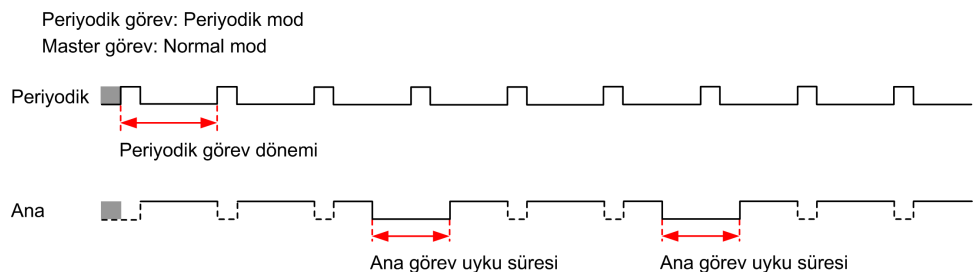 Periyodik görev: Periyodik mod
Master görev: Normal mod
Periyodik
Periyodik görev dönemi
Ana
Ana görev uyku süresi
Ana görev uyku süresi